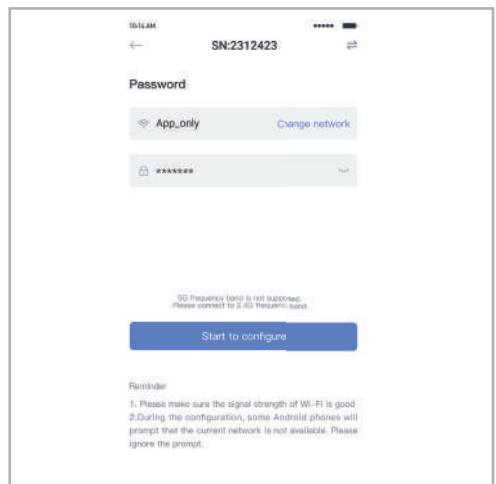 10:14 AM
SN:2312423
Password
App_only Change network
*******
5G frequency band is not supported.
Please connect to 2.4G frequency band.
Start to configure
Reminder
1. Please make sure the signal strength of Wi-Fi is good
2.During the configuration, some Android phones will
prompt that the current network is not available. Please
ignore the prompt.